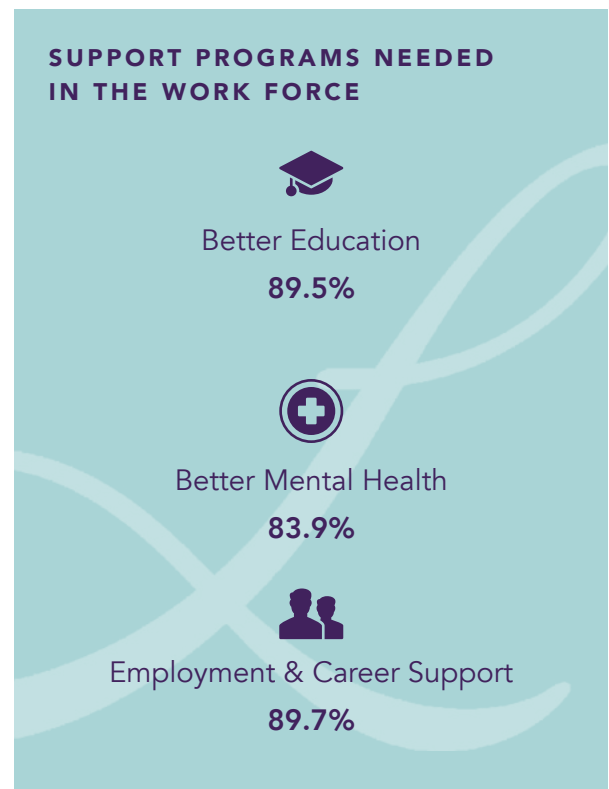 SUPPORT PROGRAMS NEEDED
IN THE WORK FORCE
Better Education
89.5%
Better Mental Health
83.9%
Employment & Career Support
89.7%